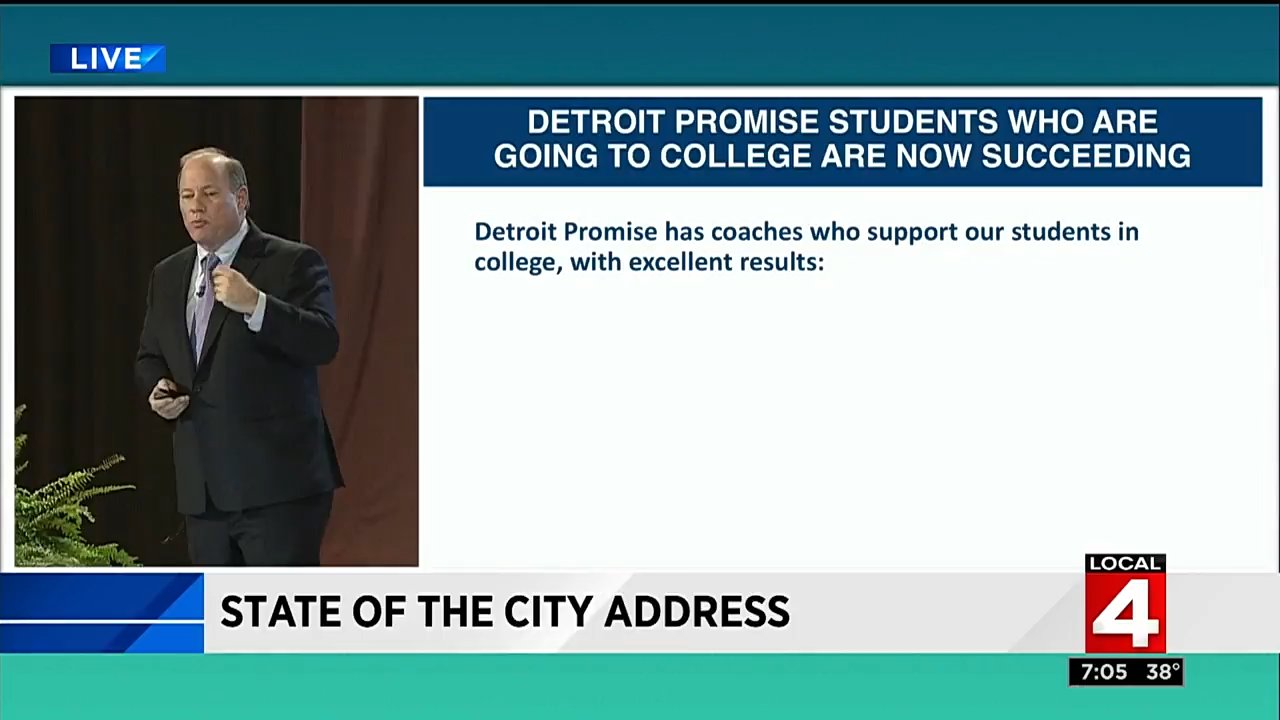 LIVE
DETROIT PROMISE STUDENTS WHO ARE
GOING TO COLLEGE ARE NOW SUCCEEDING
Detroit Promise has coaches who support our students in
college, with excellent results:
STATE OF THE CITY ADDRESS
LOCAL
4
7:05 38°